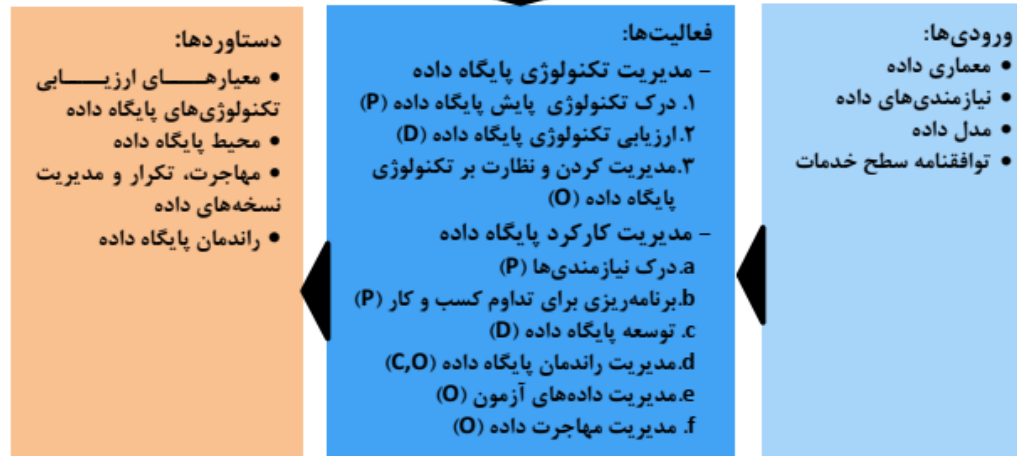 ورودی‌ها:
• معماری داده
• نیازمندی‌های داده
• مدل داده
• توافقنامه سطح خدمات
فعالیت‌ها:
- مدیریت تکنولوژی پایگاه داده
۱. درک تکنولوژی پایش پایگاه داده (P)
۲.ارزیابی تکنولوژی پایگاه داده (D)
۳.مدیریت کردن و نظارت بر تکنولوژی
پایگاه داده (O)
- مدیریت کارکرد پایگاه داده
a.درک نیازمندی‌ها (P)
b.برنامه‌ریزی برای تداوم کسب و کار (P)
c. توسعه پایگاه داده (D)
d.مدیریت راندمان پایگاه داده (C,O)
e.مدیریت داده‌های آزمون (O)
f. مدیریت مهاجرت داده (O)
دستاوردها:
• معیارهای ارزیابی
تکنولوژی‌های پایگاه داده
• محیط پایگاه داده
• مهاجرت، تکرار و مدیریت
نسخه‌های داده
• راندمان پایگاه داده